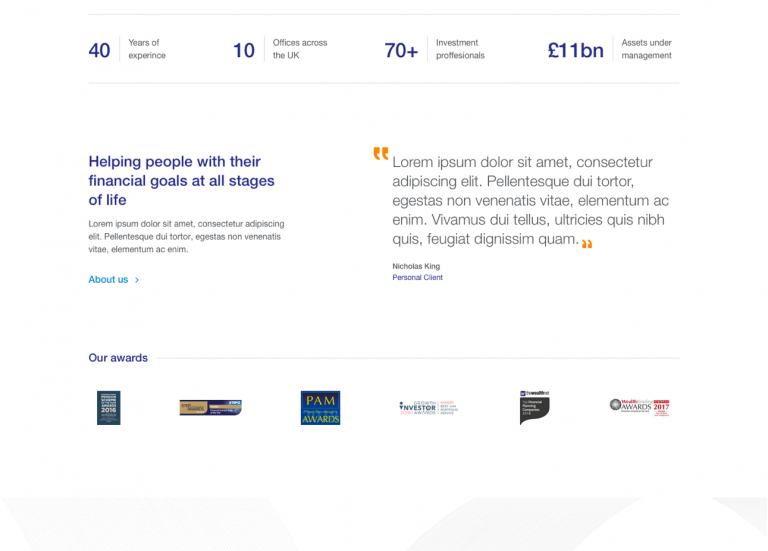 40
Years of
experince
10
Offices across
the UK
70+
Investment
proffesionals
£11bn
Assets under
management
Helping people with their
financial goals at all stages
of life
Lorem ipsum dolor sit amet, consectetur adipiscing
elit. Pellentesque dui tortor, egestas non venenatis
vitae, elementum ac enim.
About us ›
“Lorem ipsum dolor sit amet, consectetur
adipiscing elit. Pellentesque dui tortor,
egestas non venenatis vitae, elementum ac
enim. Vivamus dui tellus, ultricies quis nibh
quis, feugiat dignissim quam.”
Nicholas King
Personal Client
Our awards
2016
PAM
AWARDS
GROWTH
INVESTOR
AWARDS
thewealthnet
AWARDS 2017